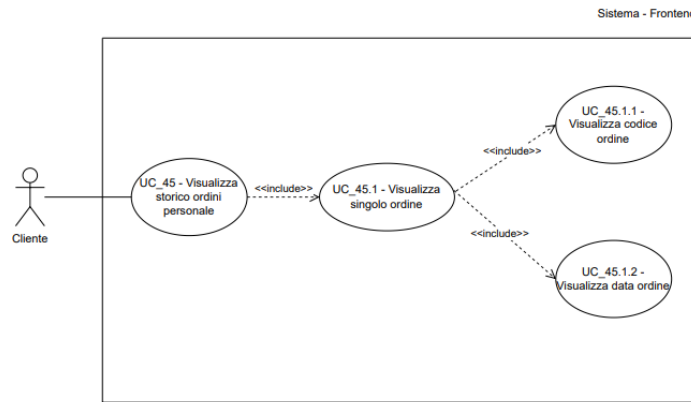 Sistema - Frontend
UC_45.1.1 -
Visualizza codice
ordine
<<include>>
UC_45 - Visualizza
storico ordini
personale
<<include>>
UC_45.1 - Visualizza
singolo ordine
Cliente
<<include>>
UC_45.1.2 -
Visualizza data ordine